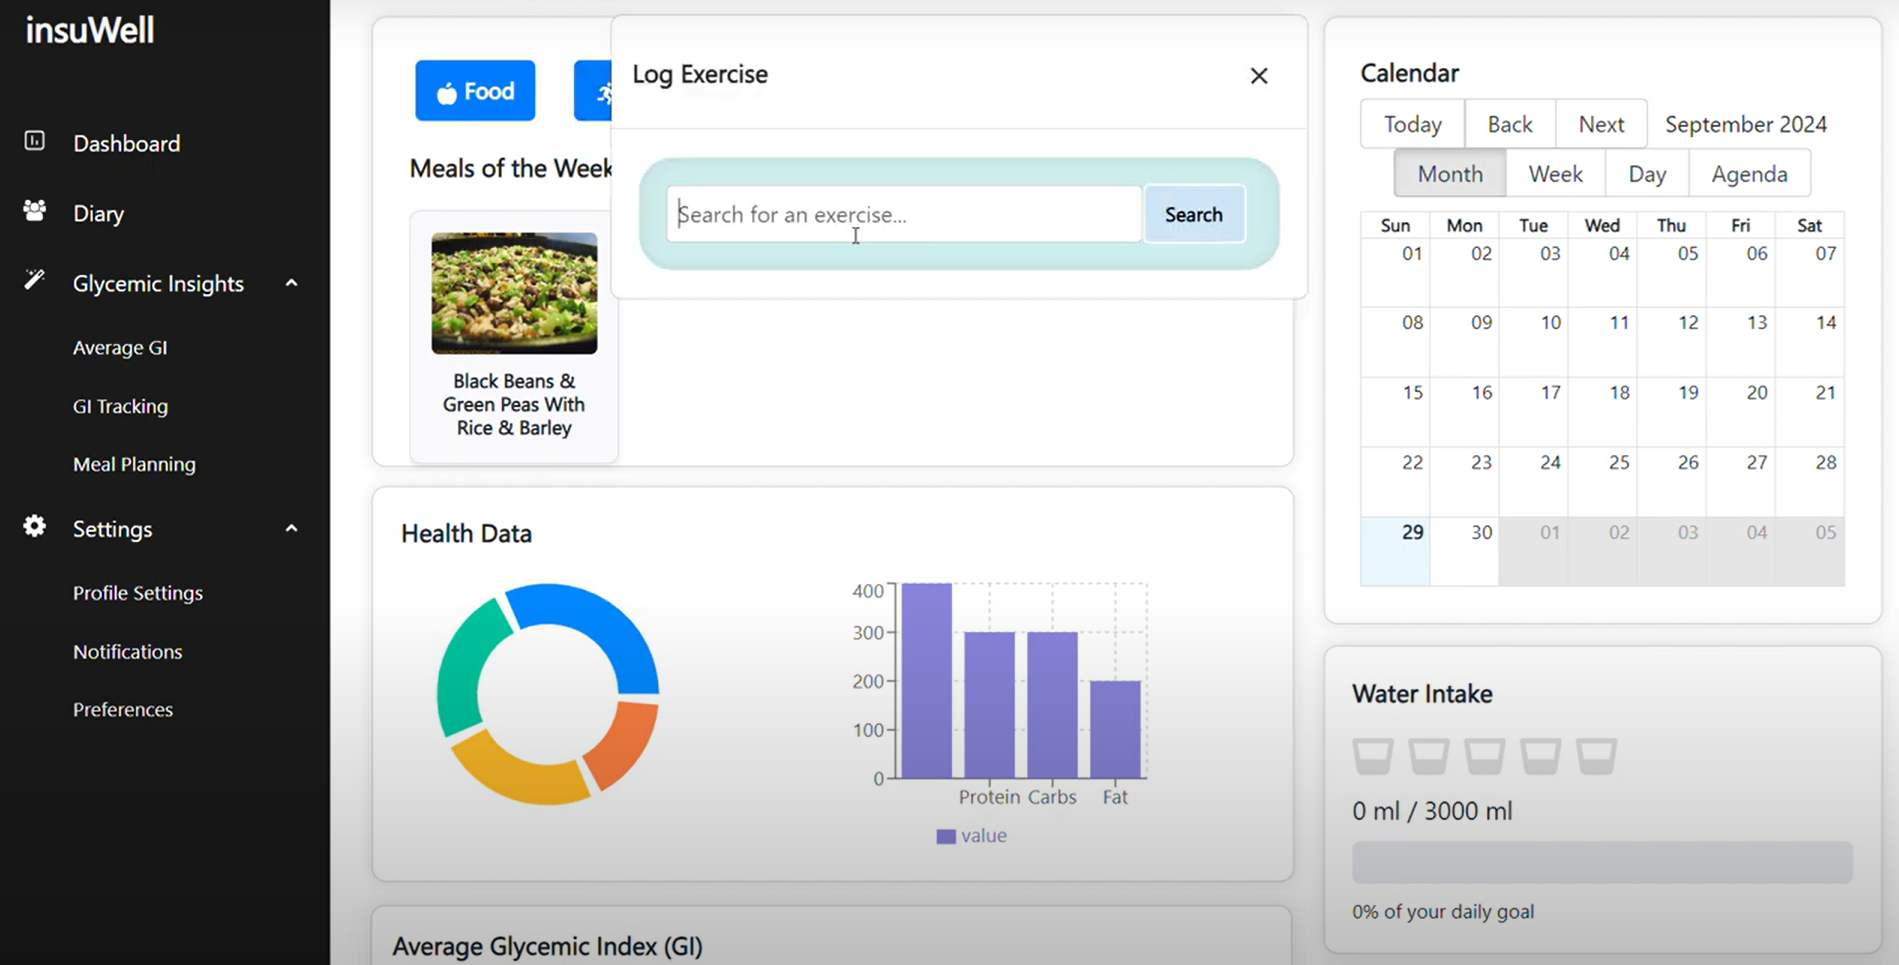 insuWell
Dashboard
Diary
Glycemic Insights
Average GI
GI Tracking
Meal Planning
Settings
Profile Settings
Notifications
Preferences
Food
Meals of the Week
Black Beans &
Green Peas With
Rice & Barley
Log Exercise
Search for an exercise...
Search
Health Data
400
300
200
100
0
Protein Carbs Fat
value
Average Glycemic Index (GI)
Calendar
Today Back Next September 2024
Month Week Day Agenda
Sun Mon Tue Wed Thu Fri Sat
01 02 03 04 05 06 07
08 09 10 11 12 13 14
15 16 17 18 19 20 21
22 23 24 25 26 27 28
29 30 01 02 03 04 05
Water Intake
0 ml / 3000 ml
0% of your daily goal